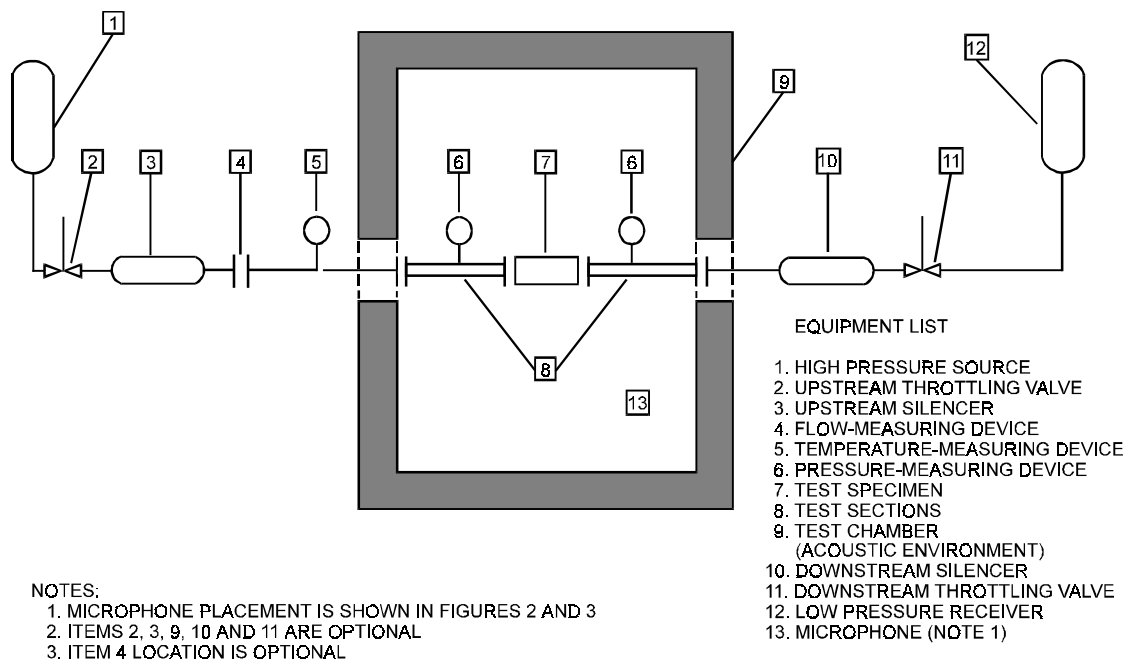 1
12
9
2
3
4
5
6
7
6
10
11
8
13
EQUIPMENT LIST
1. HIGH PRESSURE SOURCE
2. UPSTREAM THROTTLING VALVE
3. UPSTREAM SILENCER
4. FLOW-MEASURING DEVICE
5. TEMPERATURE-MEASURING DEVICE
6. PRESSURE-MEASURING DEVICE
7. TEST SPECIMEN
8. TEST SECTIONS
9. TEST CHAMBER
(ACOUSTIC ENVIRONMENT)
10. DOWNSTREAM SILENCER
11. DOWNSTREAM THROTTLING VALVE
12. LOW PRESSURE RECEIVER
13. MICROPHONE (NOTE 1)
NOTES:
1. MICROPHONE PLACEMENT IS SHOWN IN FIGURES 2 AND 3
2. ITEMS 2, 3, 9, 10 AND 11 ARE OPTIONAL
3. ITEM 4 LOCATION IS OPTIONAL